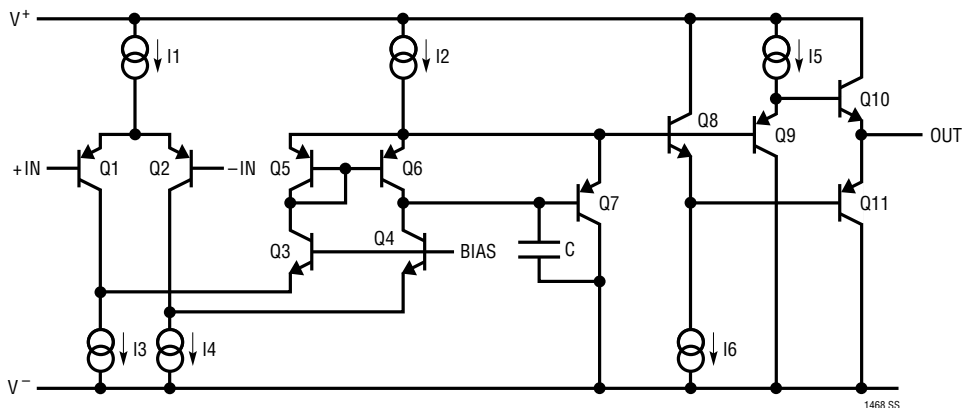 V+
I1
I2
I5
Q10
Q8
OUT
+IN
Q1
Q2
–IN
Q5
Q6
Q9
Q7
Q11
Q3
Q4
BIAS
C
I3
I4
I6
V–
1468 SS